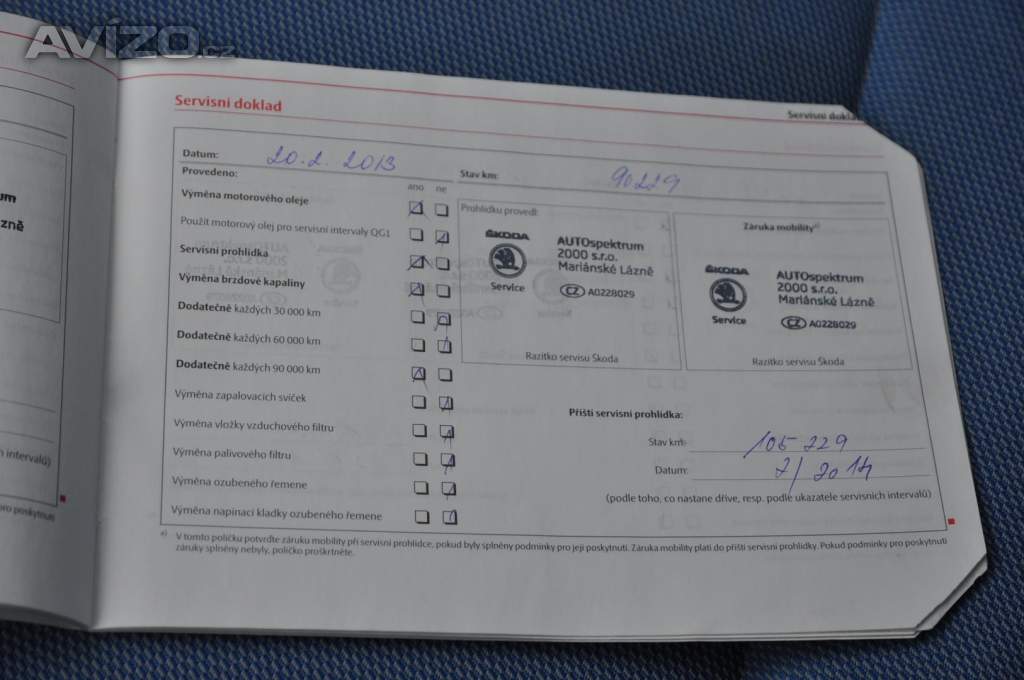 AVÍZO.cz
Servisní doklad
Servisní dokla
Datum: 20. 2. 2013
Stav km: 90229
Provedeno:
ano ne
Výměna motorového oleje
Použit motorový olej pro servisní intervaly QG1
Servisní prohlídka
Výměna brzdové kapaliny
Dodatečně každých 30 000 km
Dodatečně každých 60 000 km
Dodatečně každých 90 000 km
Výměna zapalovacích svíček
Výměna vložky vzduchového filtru
Výměna palivového filtru
Výměna ozubeného řemene
Výměna napínací kladky ozubeného řemene
Prohlídku provedl:
ŠKODA
Service
AUTOspektrum
2000 s.r.o.
Mariánské Lázně
CZ A0228029
Razítko servisu Škoda
Záruka mobility a)
ŠKODA
Service
AUTOspektrum
2000 s.r.o.
Mariánské Lázně
CZ A0228029
Razítko servisu Škoda
Příští servisní prohlídka:
Stav km: 105 229
Datum: 2/2014
(podle toho, co nastane dříve, resp. podle ukazatele servisních intervalů)
a) V tomto políčku potvrďte záruku mobility při servisní prohlídce, pokud byly splněny podmínky pro její poskytnutí. Záruka mobility platí do příští servisní prohlídky. Pokud podmínky pro poskytnutí
záruky splněny nebyly, políčko proškrtněte.
um
zně
intervalů)
pro poskytnutí